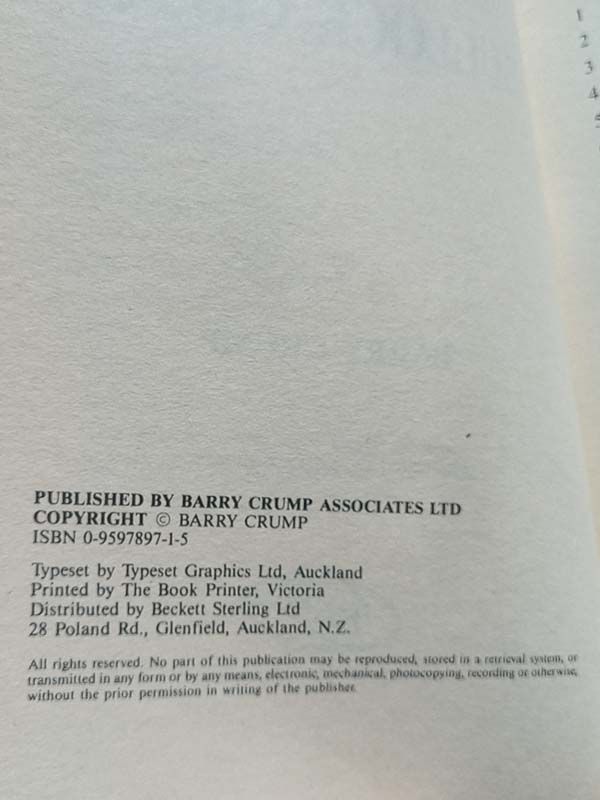 PUBLISHED BY BARRY CRUMP ASSOCIATES LTD
COPYRIGHT © BARRY CRUMP
ISBN 0-9597897-1-5
Typeset by Typeset Graphics Ltd, Auckland
Printed by The Book Printer, Victoria
Distributed by Beckett Sterling Ltd
28 Poland Rd., Glenfield, Auckland, N.Z.
All rights reserved. No part of this publication may be reproduced, stored in a retrieval system, or
transmitted in any form or by any means, electronic, mechanical, photocopying, recording or otherwise,
without the prior permission in writing of the publisher.
1
2
3
4